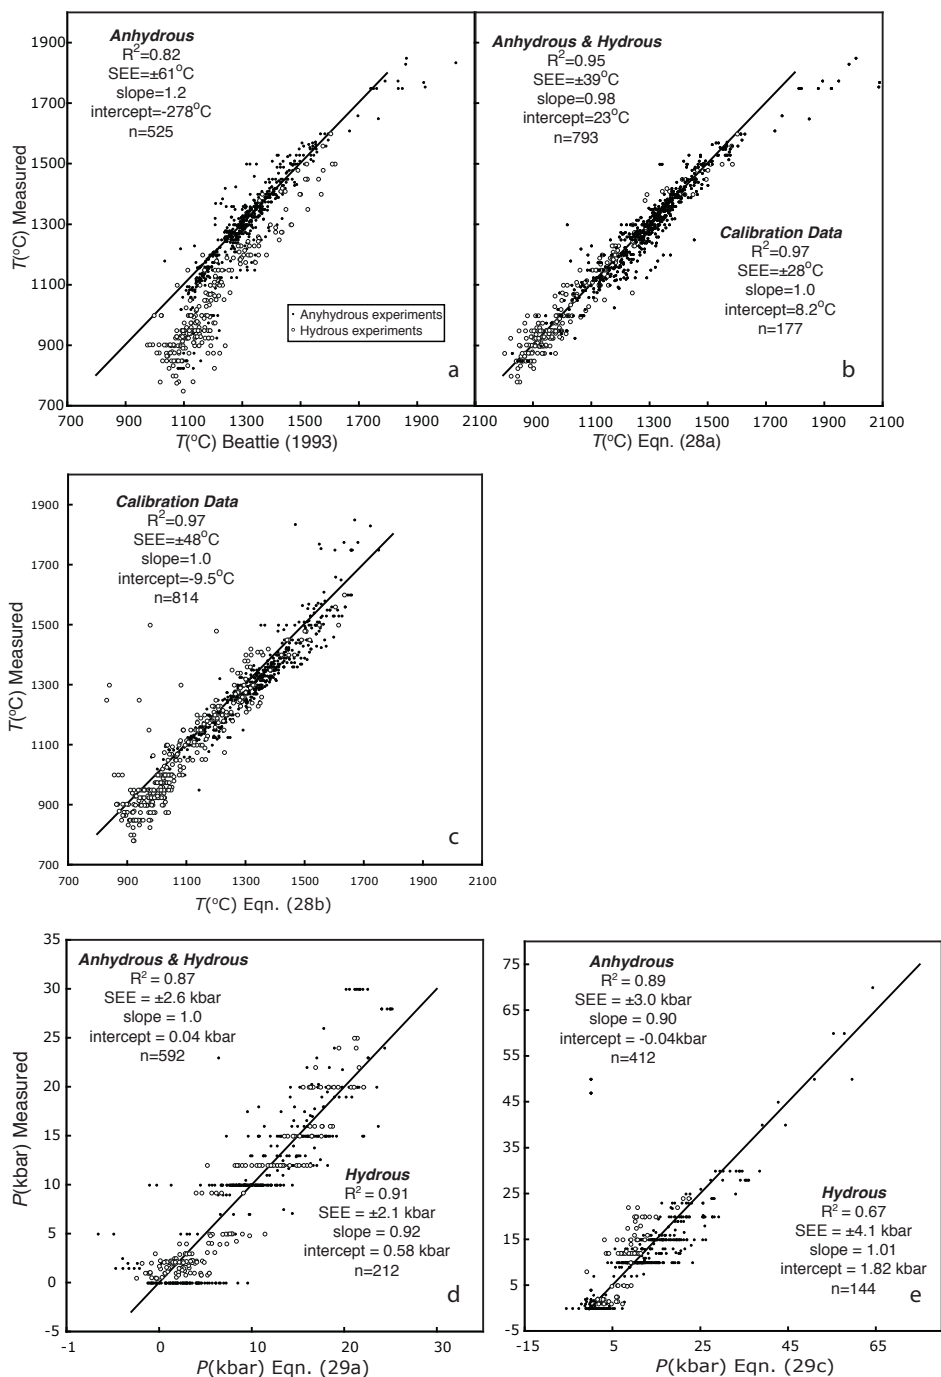 Anhydrous
R²=0.82
SEE=±61°C
slope=1.2
intercept=-278°C
n=525
Anyhydrous experiments
Hydrous experiments
a
1900
1700
1500
1300
1100
900
700
T(°C) Measured
700 900 1100 1300 1500 1700 1900 2100
T(°C) Beattie (1993)
Anhydrous & Hydrous
R²=0.95
SEE=±39°C
slope=0.98
intercept=23°C
n=793
Calibration Data
R²=0.97
SEE=±28°C
slope=1.0
intercept=8.2°C
n=177
b
900 1100 1300 1500 1700 1900 2100
T(°C) Eqn. (28a)
Calibration Data
R²=0.97
SEE=±48°C
slope=1.0
intercept=-9.5°C
n=814
c
1900
1700
1500
1300
1100
900
700
T(°C) Measured
700 900 1100 1300 1500 1700 1900 2100
T(°C) Eqn. (28b)
Anhydrous & Hydrous
R² = 0.87
SEE = ±2.6 kbar
slope = 1.0
intercept = 0.04 kbar
n=592
Hydrous
R² = 0.91
SEE = ±2.1 kbar
slope = 0.92
intercept = 0.58 kbar
n=212
d
35
30
25
20
15
10
5
0
-5
P(kbar) Measured
-1 0 10 20 30
P(kbar) Eqn. (29a)
Anhydrous
R² = 0.89
SEE = ±3.0 kbar
slope = 0.90
intercept = -0.04kbar
n=412
Hydrous
R² = 0.67
SEE = ±4.1 kbar
slope = 1.01
intercept = 1.82 kbar
n=144
e
75
65
55
45
35
25
15
5
-5
-15 5 25 45 65
P(kbar) Eqn. (29c)